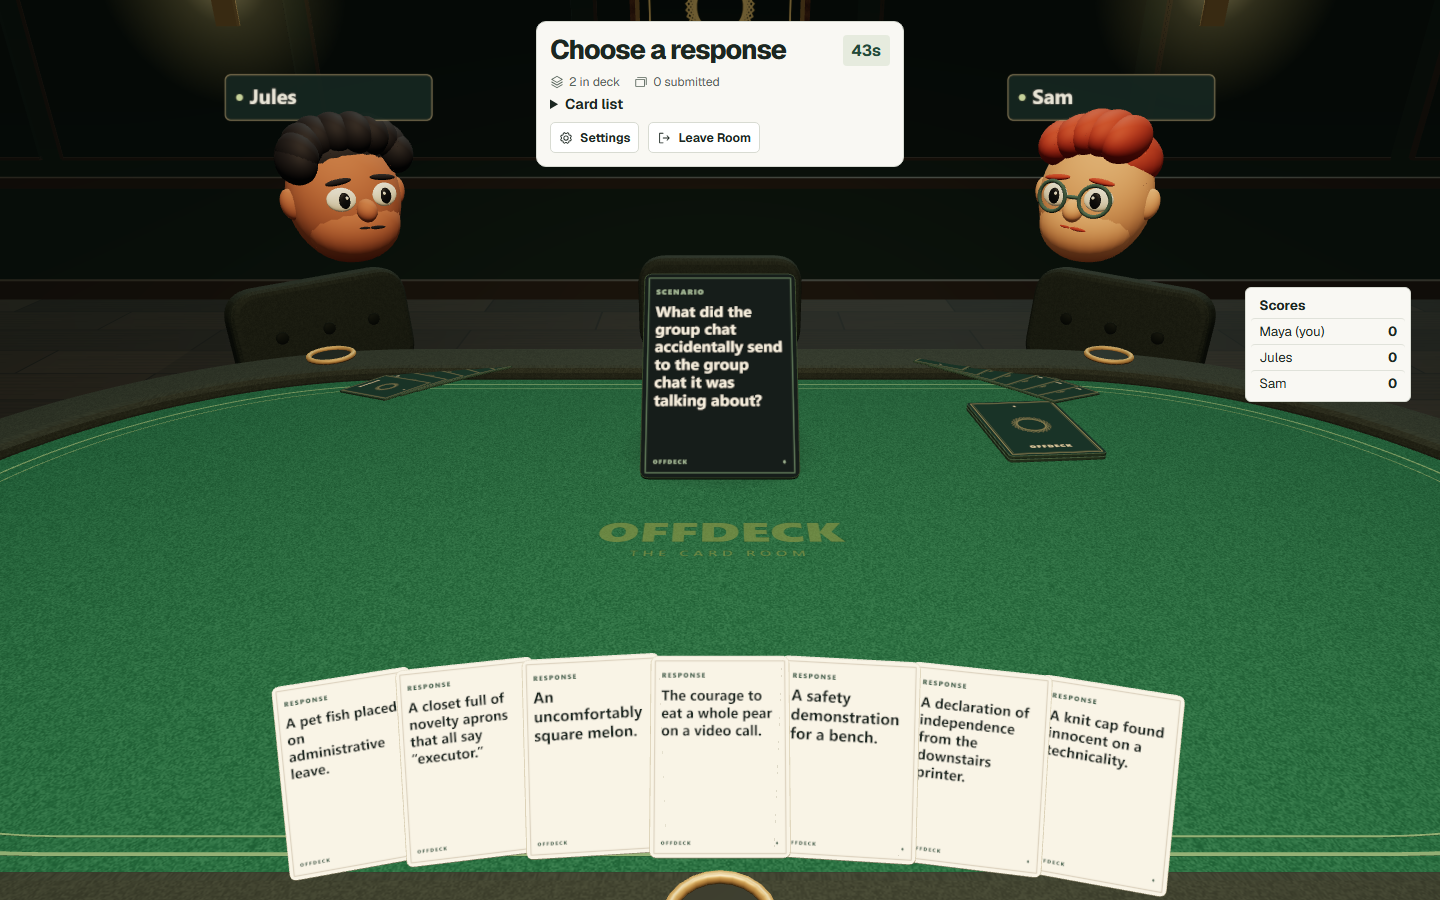 Choose a response
43s
2 in deck
0 submitted
Card list
Settings
Leave Room
Jules
Sam
SCENARIO
What did the
group chat
accidentally send
to the group
chat it was
talking about?
OFFDECK
Scores
Maya (you) 0
Jules 0
Sam 0
OFFDECK
OFFDECK
THE CARD ROOM
RESPONSE
A pet fish placed
on
administrative
leave.
OFFDECK
RESPONSE
A closet full of
novelty aprons
that all say
“executor.”
OFFDECK
RESPONSE
An
uncomfortably
square melon.
OFFDECK
RESPONSE
The courage to
eat a whole pear
on a video call.
OFFDECK
RESPONSE
A safety
demonstration
for a bench.
FFDECK
RESPONSE
A declaration of
independence
from the
downstairs
printer.
FFDECK
RESPONSE
A knit cap found
innocent on a
technicality.
FFDECK